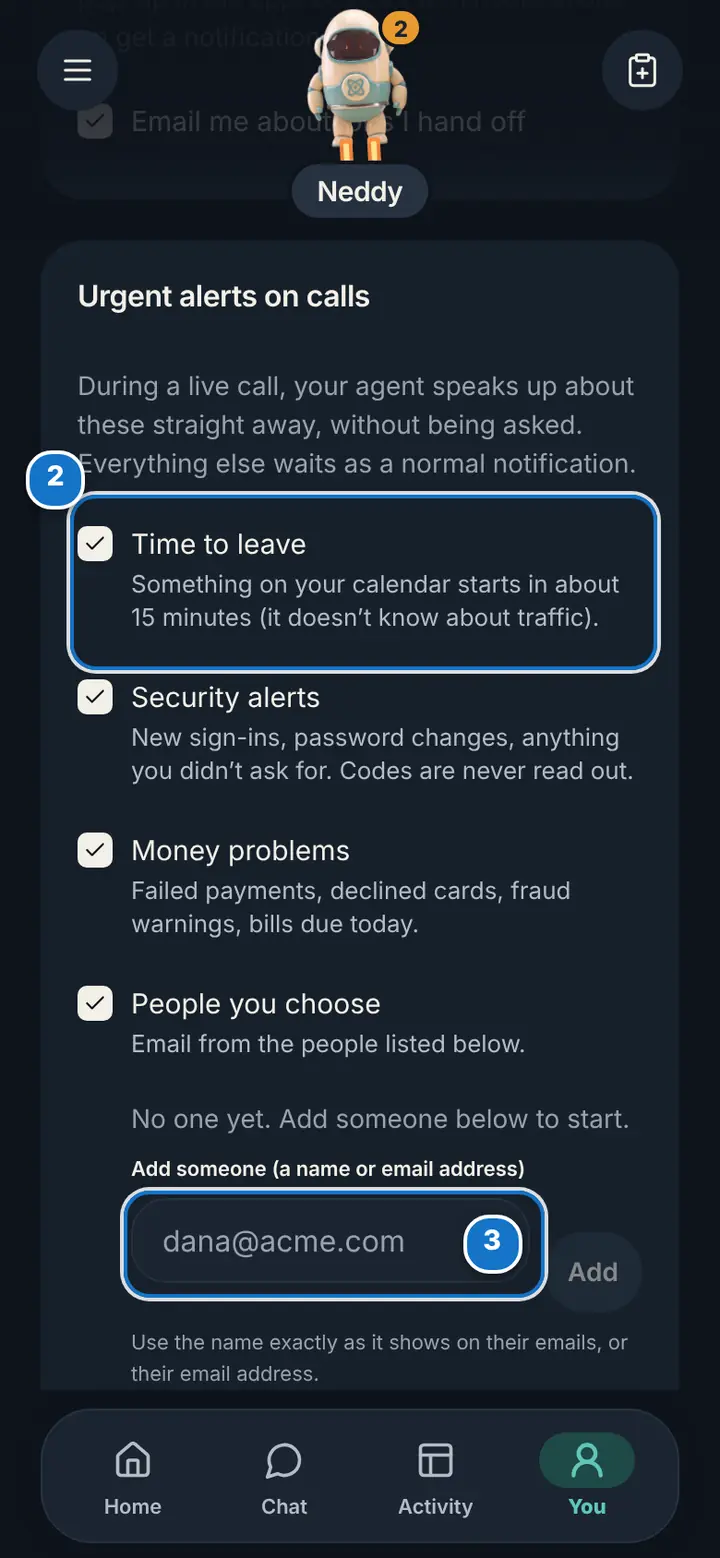 get a notification
2
Email me about jobs I hand off
Neddy
Urgent alerts on calls
During a live call, your agent speaks up about
these straight away, without being asked.
Everything else waits as a normal notification.
2
Time to leave
Something on your calendar starts in about
15 minutes (it doesn’t know about traffic).
Security alerts
New sign-ins, password changes, anything
you didn’t ask for. Codes are never read out.
Money problems
Failed payments, declined cards, fraud
warnings, bills due today.
People you choose
Email from the people listed below.
No one yet. Add someone below to start.
Add someone (a name or email address)
dana@acme.com
3
Add
Use the name exactly as it shows on their emails, or
their email address.
Home
Chat
Activity
You